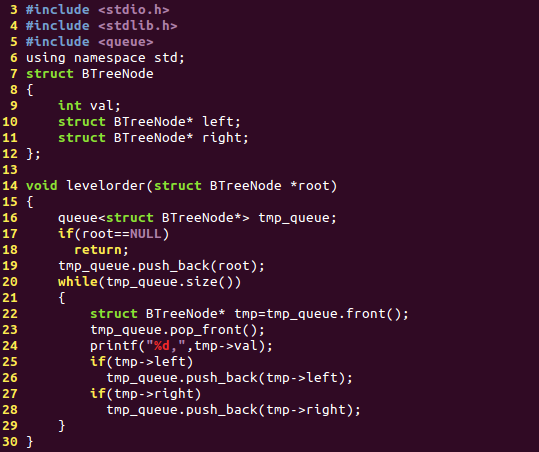 3 #include <stdio.h>
4 #include <stdlib.h>
5 #include <queue>
6 using namespace std;
7 struct BTreeNode
8 {
9     int val;
10     struct BTreeNode* left;
11     struct BTreeNode* right;
12 };
13
14 void levelorder(struct BTreeNode *root)
15 {
16     queue<struct BTreeNode*> tmp_queue;
17     if(root==NULL)
18       return;
19     tmp_queue.push_back(root);
20     while(tmp_queue.size())
21     {
22         struct BTreeNode* tmp=tmp_queue.front();
23         tmp_queue.pop_front();
24         printf("%d,",tmp->val);
25         if(tmp->left)
26           tmp_queue.push_back(tmp->left);
27         if(tmp->right)
28           tmp_queue.push_back(tmp->right);
29     }
30 }